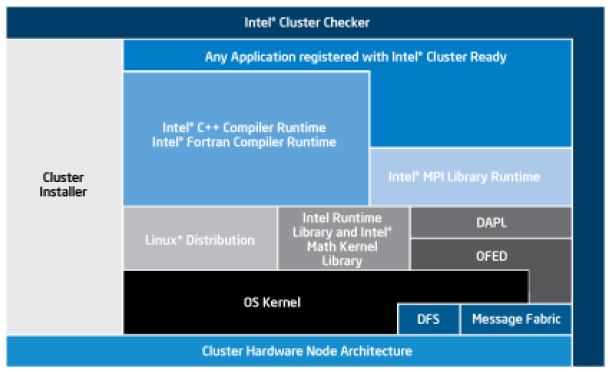 Intel® Cluster Checker
Any Application registered with Intel® Cluster Ready
Cluster
Installer
Intel® C++ Compiler Runtime
Intel® Fortran Compiler Runtime
Intel® MPI Library Runtime
Linux* Distribution
Intel Runtime
Library and Intel®
Math Kernel
Library
DAPL
OFED
OS Kernel
DFS
Message Fabric
Cluster Hardware Node Architecture